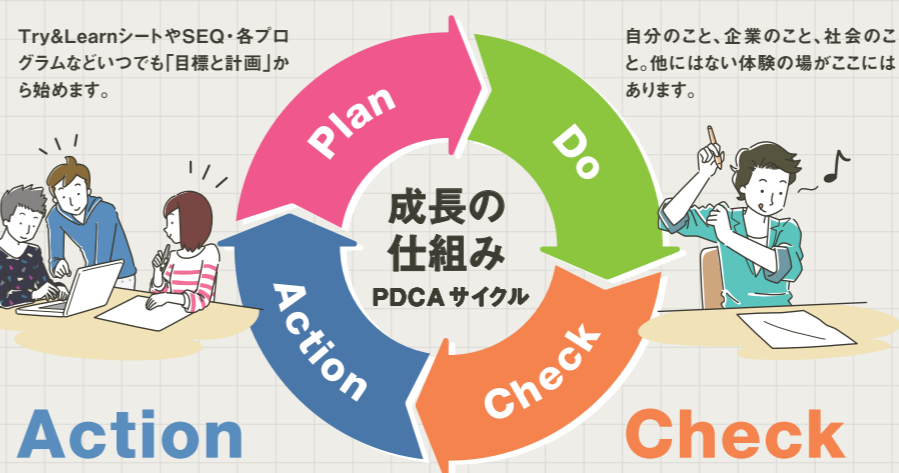 Try&LearnシートやSEQ・各プロ
グラムなどいつでも「目標と計画」か
ら始めます。
自分のこと、企業のこと、社会のこ
と。他にはない体験の場がここには
あります。
Plan
Do
成長の
仕組み
PDCAサイクル
Action
Check
Action
Check